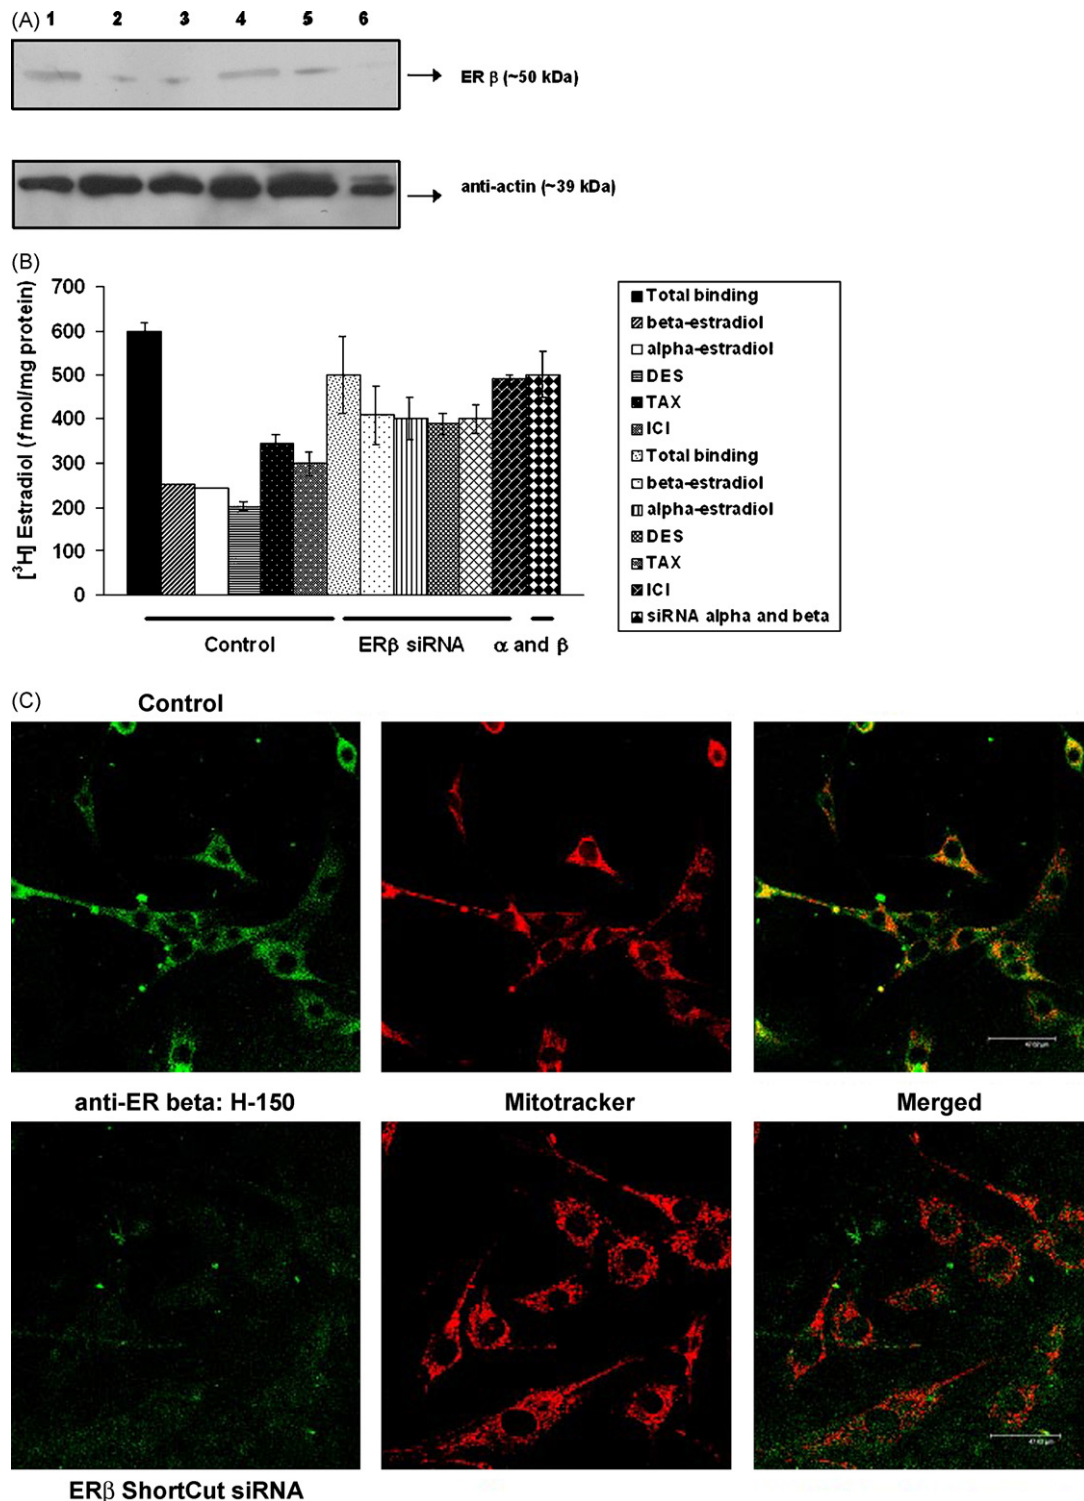 (A) 1 2 3 4 5 6
ER β (~50 kDa)
anti-actin (~39 kDa)
(B)
700
600
500
400
300
200
100
0
[³H] Estradiol (fmol/mg protein)
Control
ERβ siRNA
α and β
Total binding
beta-estradiol
alpha-estradiol
DES
TAX
ICI
Total binding
beta-estradiol
alpha-estradiol
DES
TAX
ICI
siRNA alpha and beta
(C)
Control
anti-ER beta: H-150
Mitotracker
Merged
ERβ ShortCut siRNA